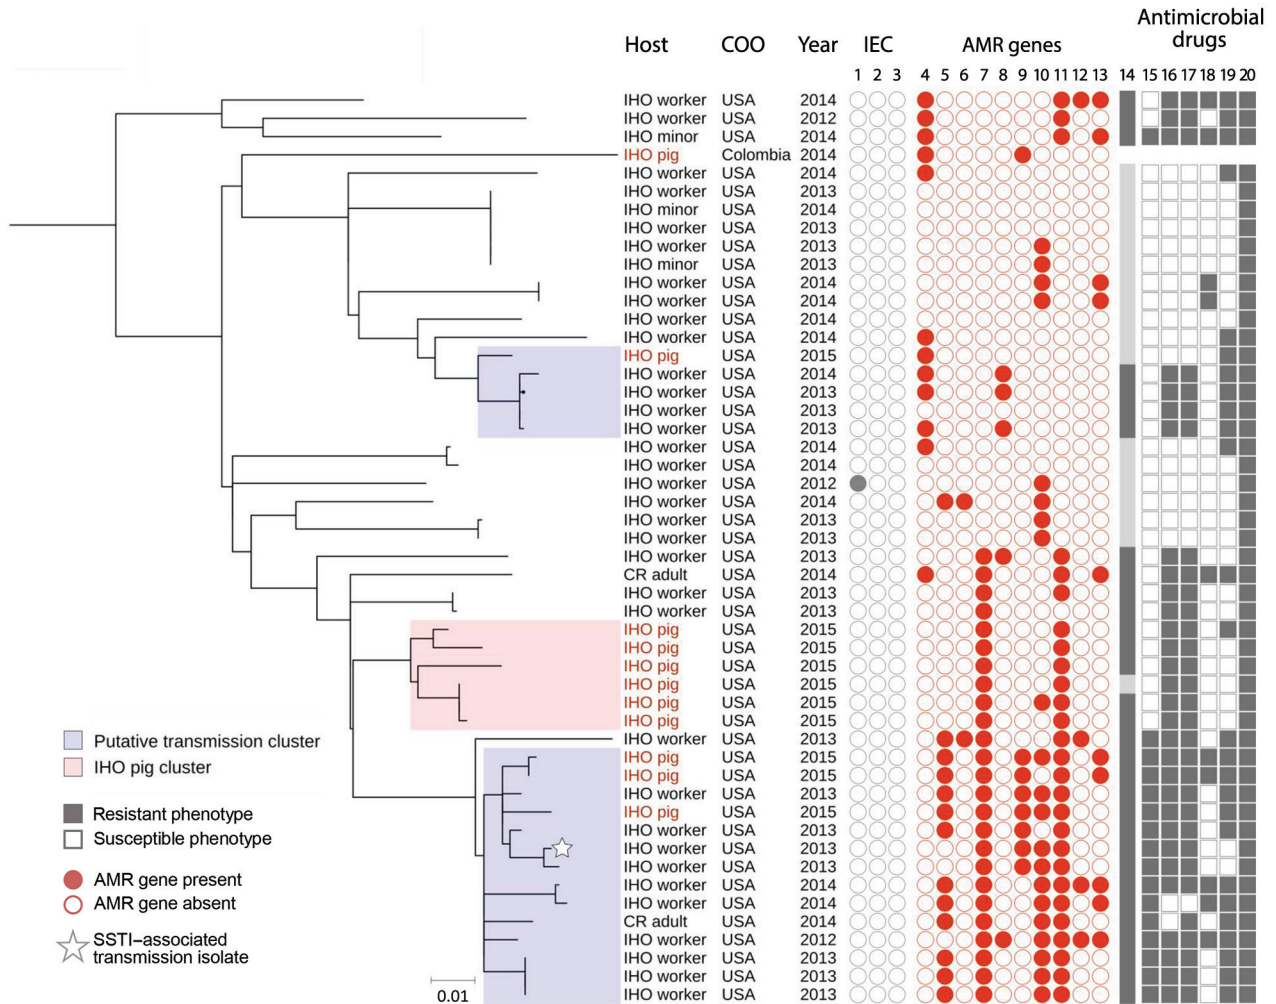 Antimicrobial
drugs
Host COO Year IEC AMR genes
1 2 3 4 5 6 7 8 9 10 11 12 13 14 15 16 17 18 19 20
IHO worker USA 2014
IHO worker USA 2012
IHO minor USA 2014
IHO pig Colombia 2014
IHO worker USA 2014
IHO worker USA 2013
IHO minor USA 2014
IHO worker USA 2013
IHO worker USA 2013
IHO minor USA 2013
IHO worker USA 2014
IHO worker USA 2014
IHO worker USA 2014
IHO worker USA 2014
IHO pig USA 2015
IHO worker USA 2014
IHO worker USA 2013
IHO worker USA 2013
IHO worker USA 2013
IHO worker USA 2014
IHO worker USA 2014
IHO worker USA 2012
IHO worker USA 2014
IHO worker USA 2013
IHO worker USA 2013
IHO worker USA 2013
CR adult USA 2014
IHO worker USA 2013
IHO worker USA 2013
IHO pig USA 2015
IHO pig USA 2015
IHO pig USA 2015
IHO pig USA 2015
IHO pig USA 2015
IHO pig USA 2015
IHO worker USA 2013
IHO pig USA 2015
IHO pig USA 2015
IHO worker USA 2013
IHO pig USA 2015
IHO worker USA 2013
IHO worker USA 2013
IHO worker USA 2013
IHO worker USA 2014
IHO worker USA 2014
CR adult USA 2014
IHO worker USA 2012
IHO worker USA 2013
IHO worker USA 2013
IHO worker USA 2013
Putative transmission cluster
IHO pig cluster
Resistant phenotype
Susceptible phenotype
AMR gene present
AMR gene absent
SSTI–associated
transmission isolate
0.01